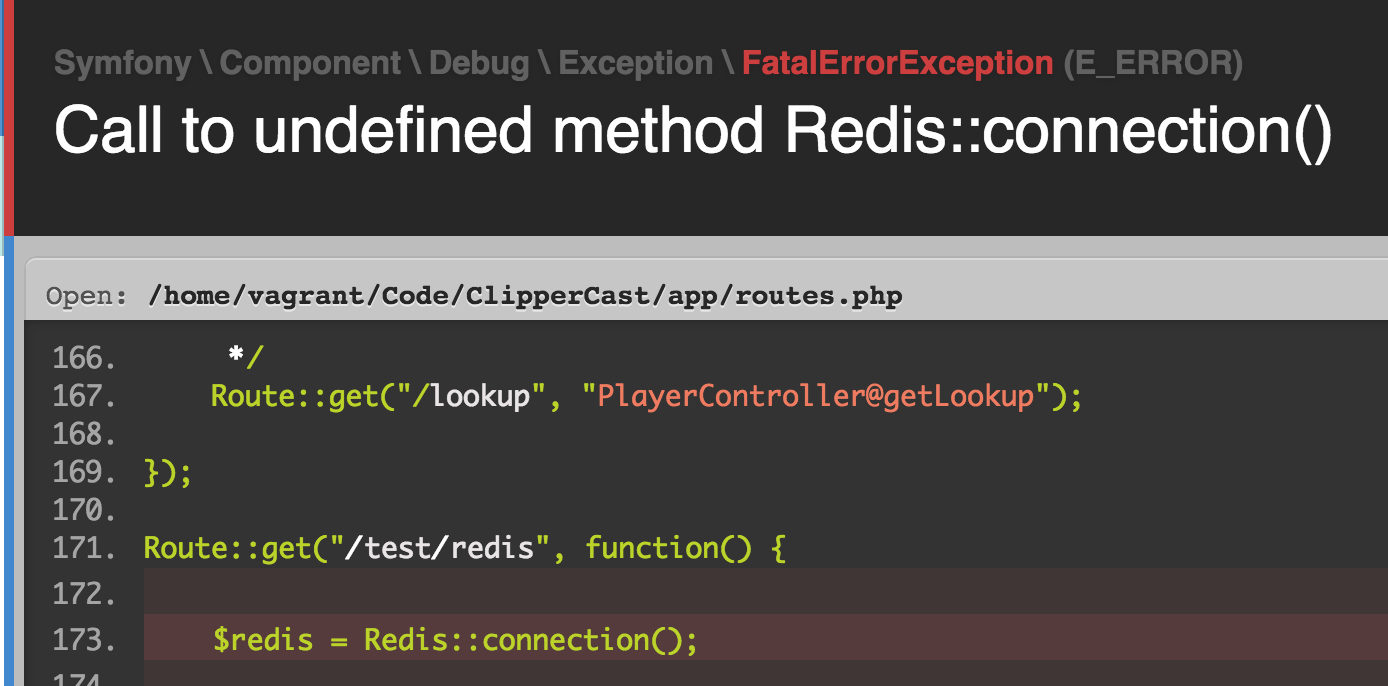 Symfony \ Component \ Debug \ Exception \ FatalErrorException (E_ERROR)
Call to undefined method Redis::connection()
Open: /home/vagrant/Code/ClipperCast/app/routes.php
166. */
167. Route::get("/lookup", "PlayerController@getLookup");
168.
169. });
170.
171. Route::get("/test/redis", function() {
172.
173. $redis = Redis::connection();
174.